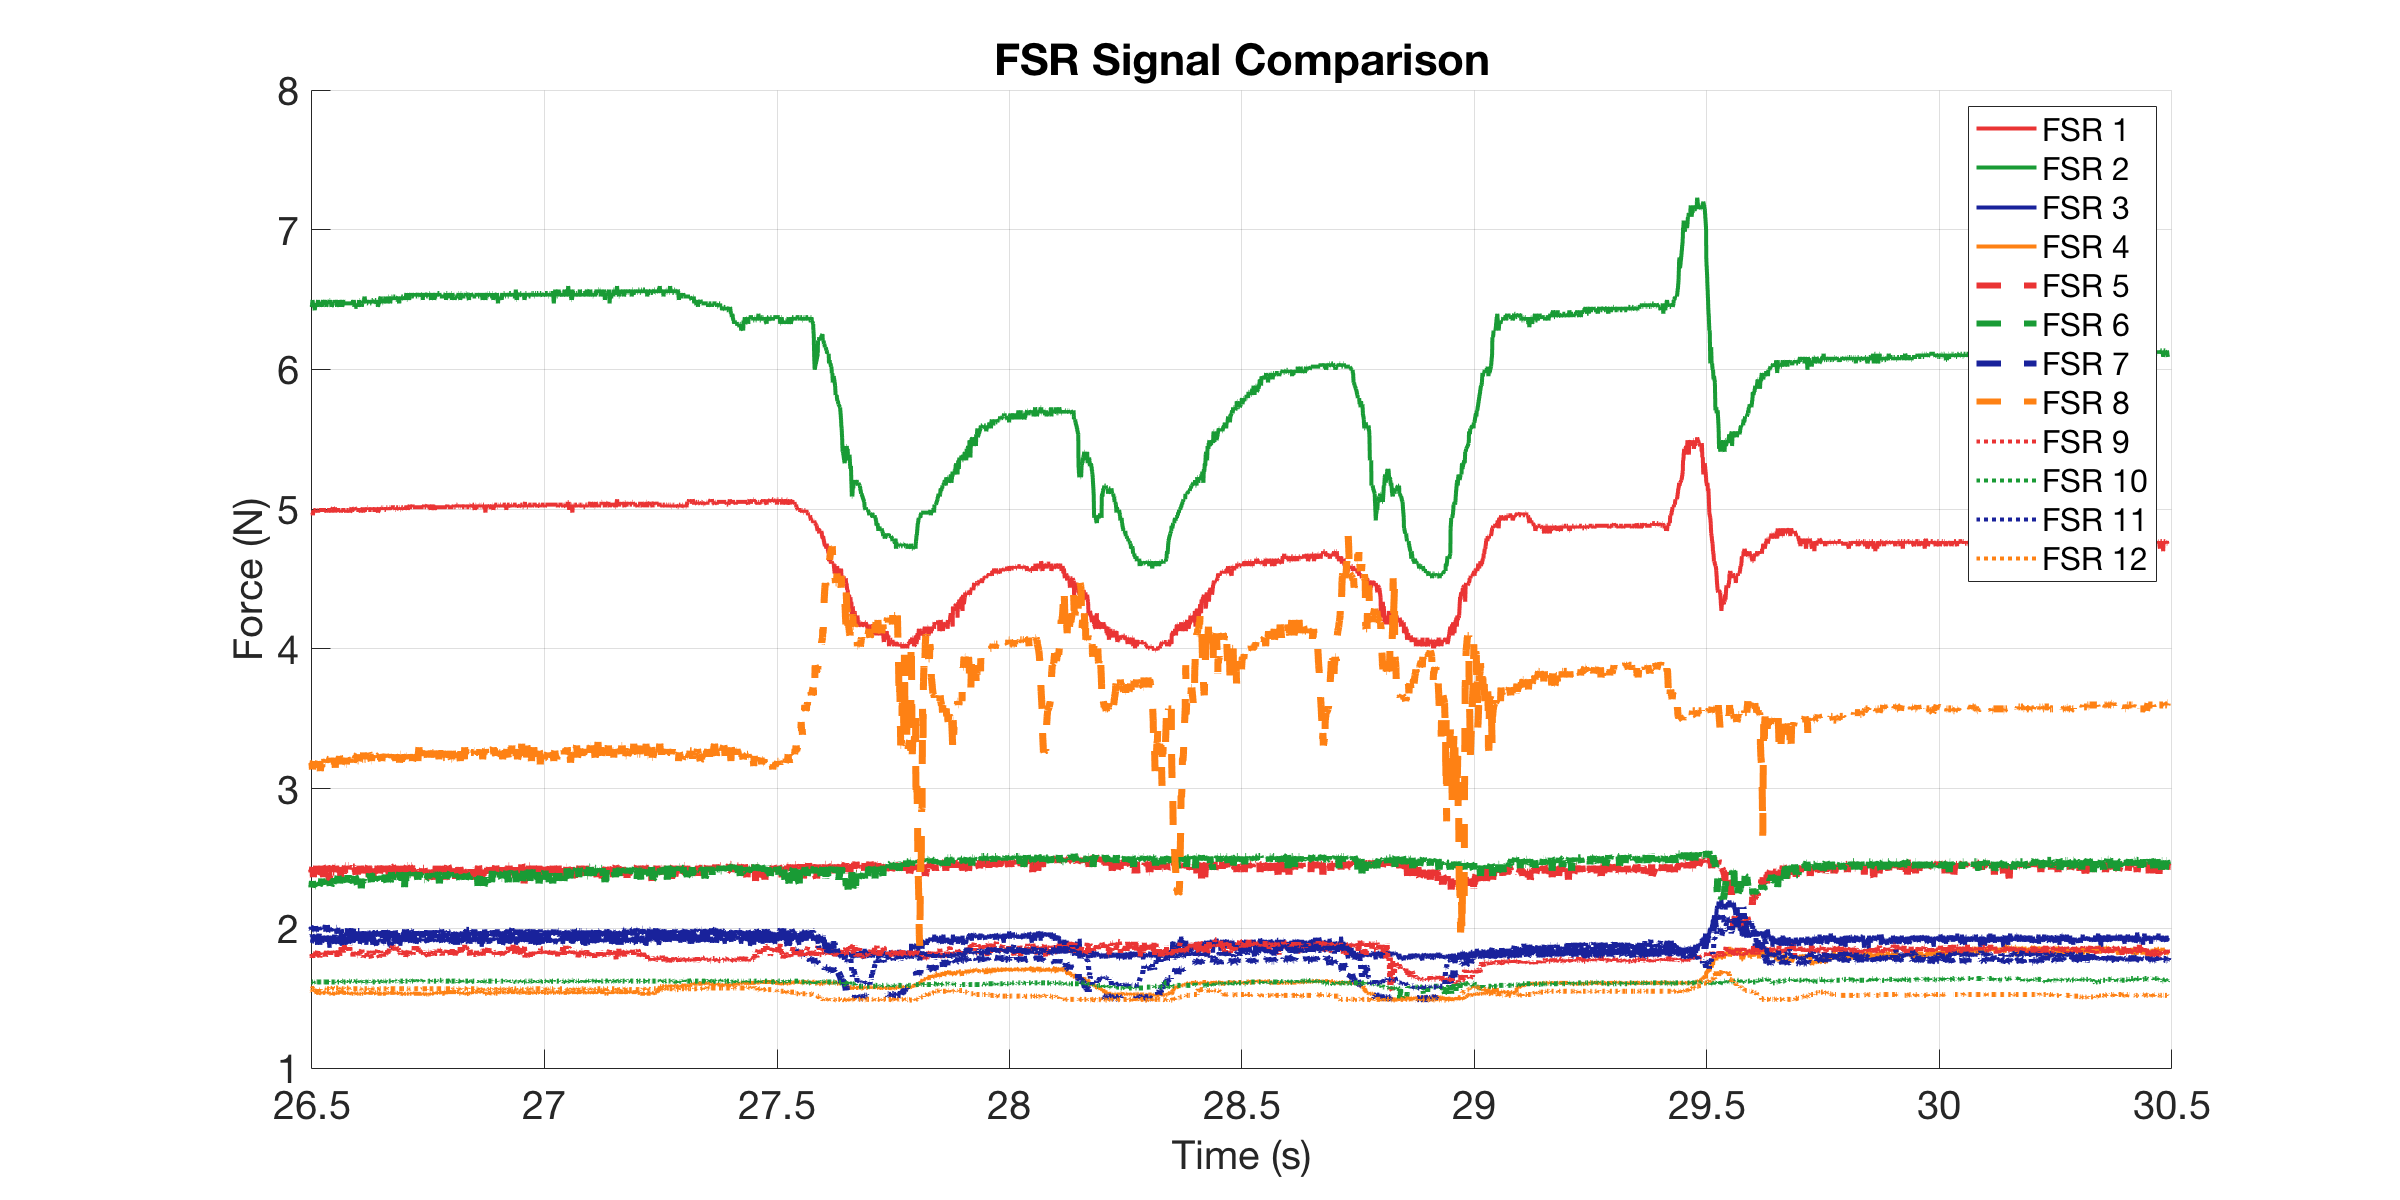 FSR Signal Comparison
8
7
6
5
4
3
2
1
Force (N)
26.5 27 27.5 28 28.5 29 29.5 30 30.5
Time (s)
FSR 1
FSR 2
FSR 3
FSR 4
FSR 5
FSR 6
FSR 7
FSR 8
FSR 9
FSR 10
FSR 11
FSR 12